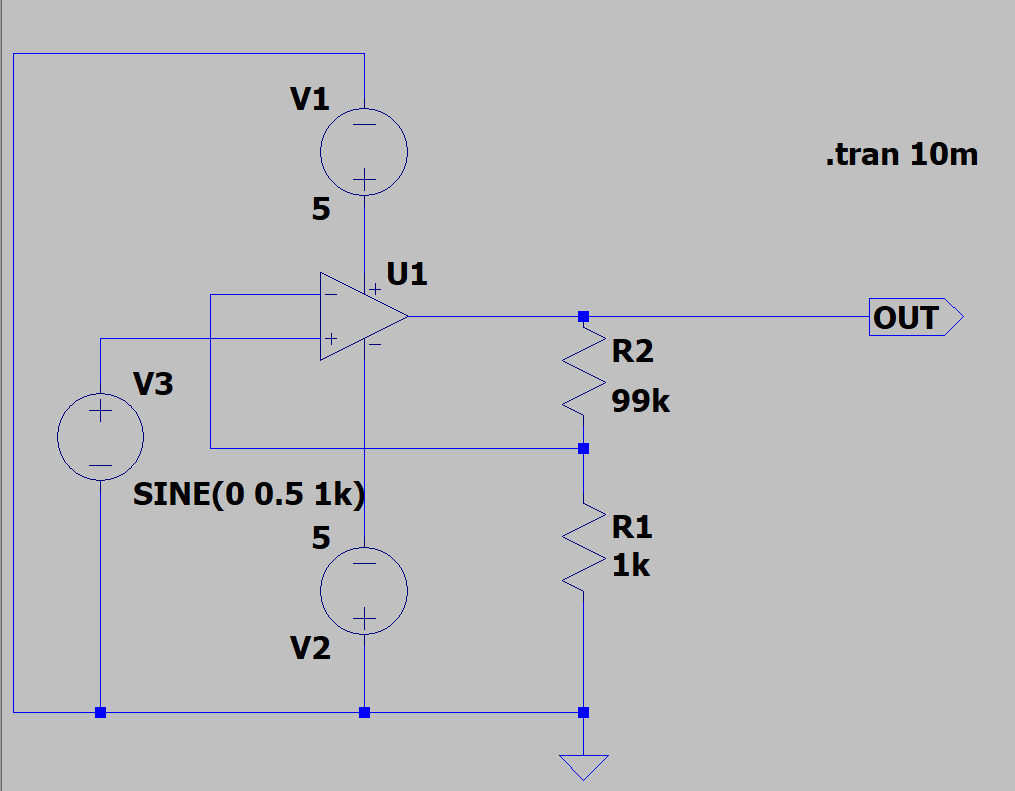 V1
.tran 10m
5
U1
OUT
R2
V3
99k
SINE(0 0.5 1k)
R1
5
1k
V2